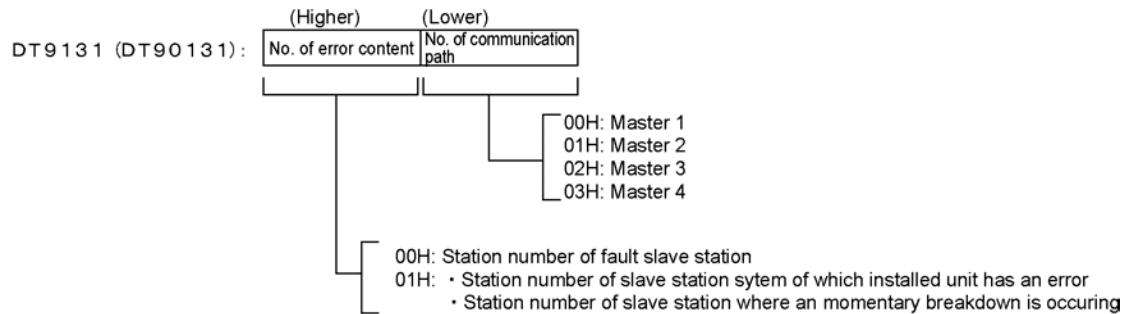 (Higher) (Lower)
DT9131 (DT90131): No. of error content No. of communication
path
00H: Master 1
01H: Master 2
02H: Master 3
03H: Master 4
00H: Station number of fault slave station
01H: ・Station number of slave station sytem of which installed unit has an error
・Station number of slave station where an momentary breakdown is occuring